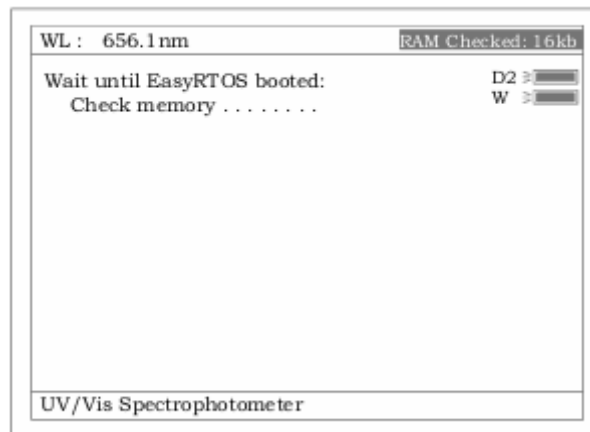 WL : 656.1nm RAM Checked: 16kb
Wait until EasyRTOS booted: D2
Check memory . . . . . . . . W
UV/Vis Spectrophotometer